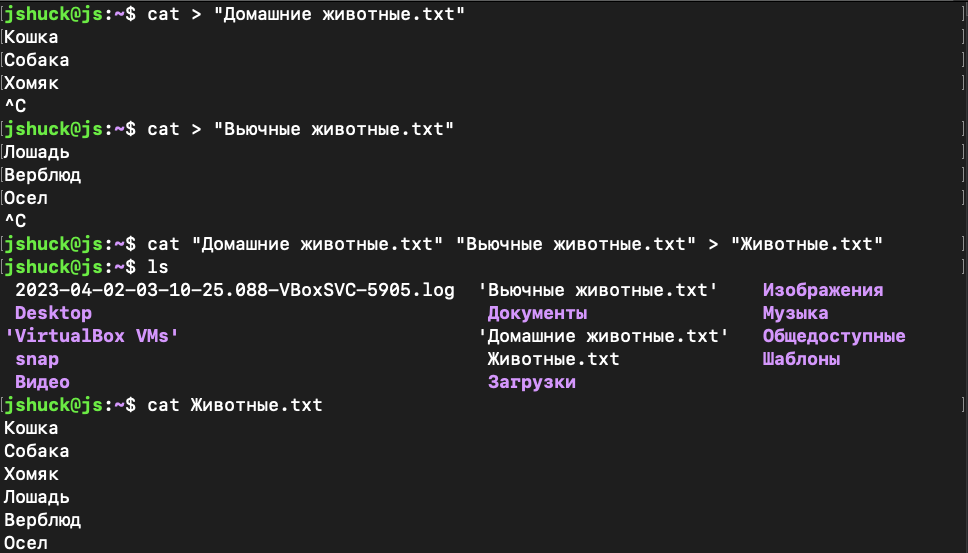 jshuck@js:~$ cat > "Домашние животные.txt"
Кошка
Собака
Хомяк
^C
jshuck@js:~$ cat > "Вьючные животные.txt"
Лошадь
Верблюд
Осел
^C
jshuck@js:~$ cat "Домашние животные.txt" "Вьючные животные.txt" > "Животные.txt"
jshuck@js:~$ ls
2023-04-02-03-10-25.088-VBoxSVC-5905.log 'Вьючные животные.txt' Изображения
Desktop Документы Музыка
'VirtualBox VMs' 'Домашние животные.txt' Общедоступные
snap Животные.txt Шаблоны
Видео Загрузки
jshuck@js:~$ cat Животные.txt
Кошка
Собака
Хомяк
Лошадь
Верблюд
Осел